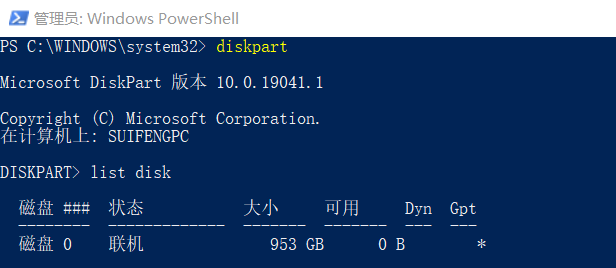 管理员: Windows PowerShell
PS C:\WINDOWS\system32> diskpart
Microsoft DiskPart 版本 10.0.19041.1
Copyright (C) Microsoft Corporation.
在计算机上: SUIFENGPC
DISKPART> list disk
磁盘 ###  状态           大小     可用     Dyn  Gpt
--------  -------------  -------  -------  ---  ---
磁盘 0    联机              953 GB      0 B        *